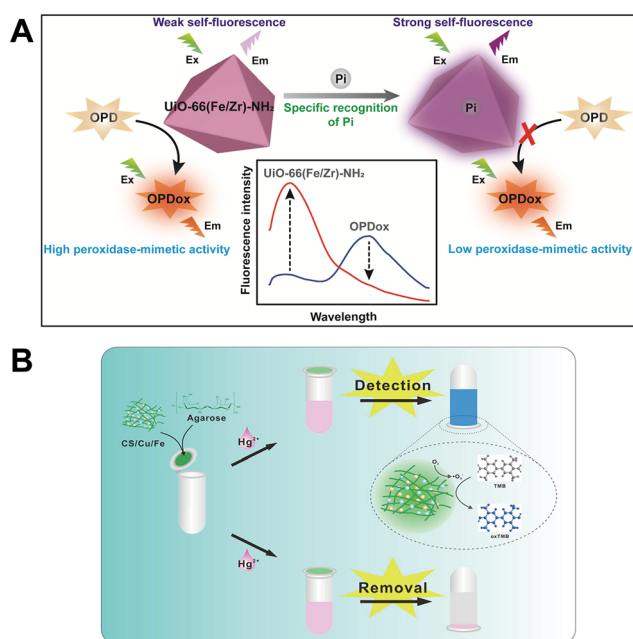 A
Weak self-fluorescence
Strong self-fluorescence
Ex
Em
Ex
Em
Pi
UiO-66(Fe/Zr)-NH₂
Specific recognition
of Pi
Pi
OPD
OPD
Ex
OPDox
Em
High peroxidase-mimetic activity
Ex
OPDox
Em
Low peroxidase-mimetic activity
Fluorescence intensity
UiO-66(Fe/Zr)-NH₂
OPDox
Wavelength
B
CS/Cu/Fe
Agarose
Hg²⁺
Detection
O₂
TMB
oxTMB
Hg²⁺
Removal